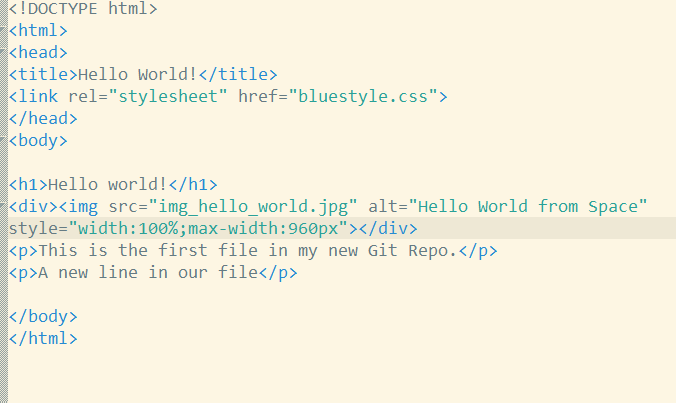 <!DOCTYPE html>
<html>
<head>
<title>Hello World!</title>
<link rel="stylesheet" href="bluestyle.css">
</head>
<body>
<h1>Hello world!</h1>
<div><img src="img_hello_world.jpg" alt="Hello World from Space"
style="width:100%;max-width:960px"></div>
<p>This is the first file in my new Git Repo.</p>
<p>A new line in our file</p>
</body>
</html>